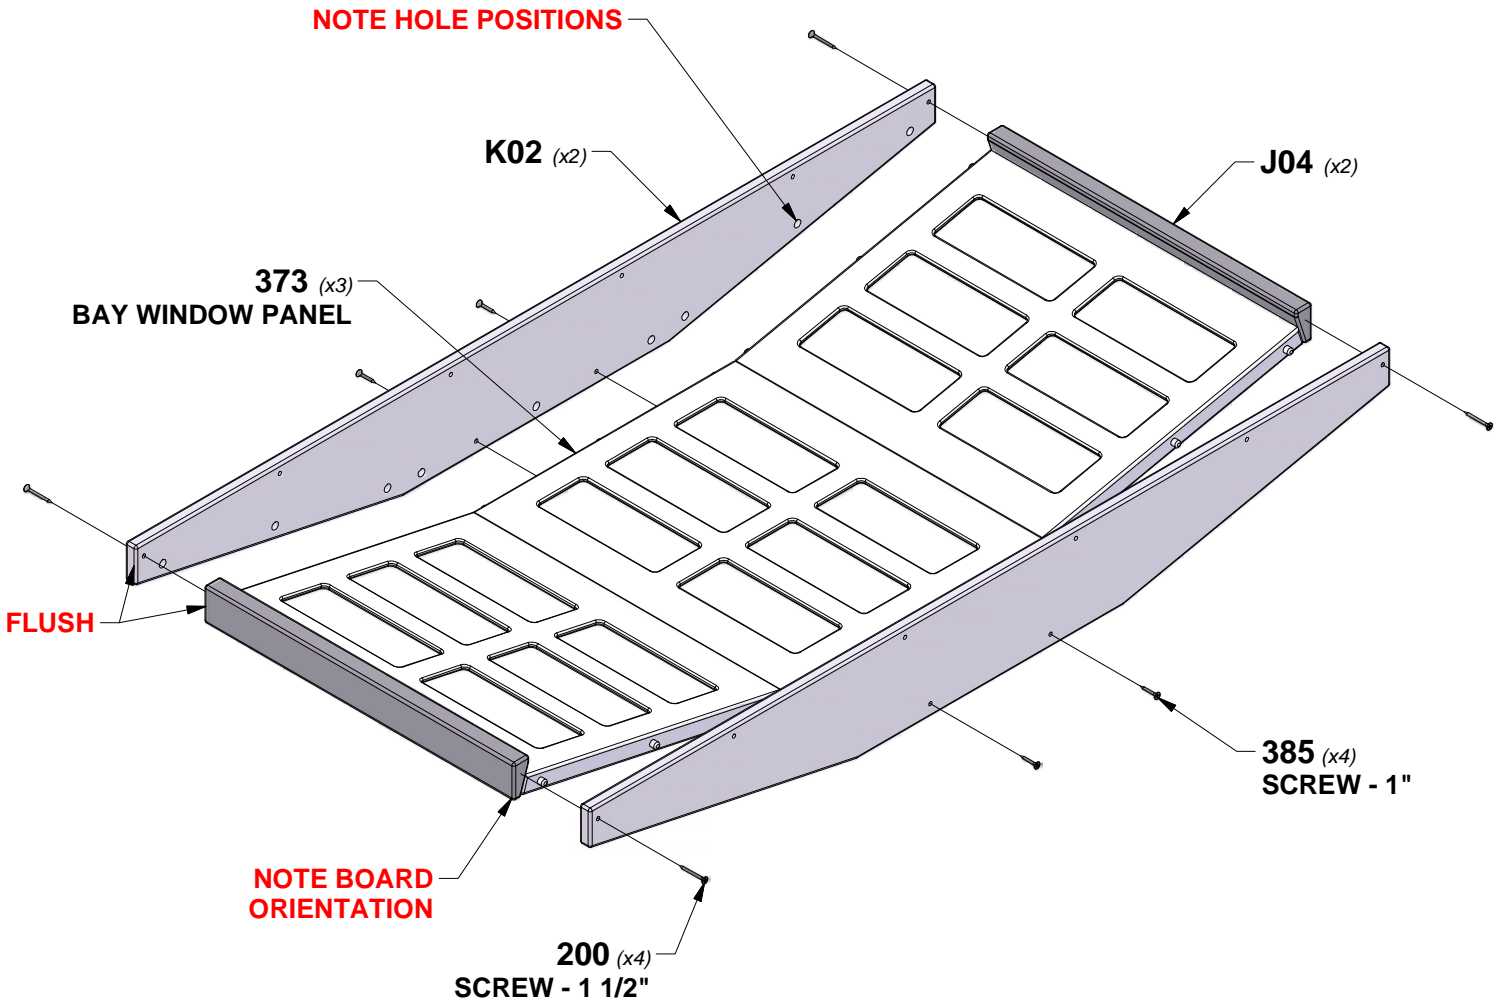 NOTE HOLE POSITIONS
K02 (x2)
J04 (x2)
373 (x3)
BAY WINDOW PANEL
FLUSH
385 (x4)
SCREW - 1"
NOTE BOARD
ORIENTATION
200 (x4)
SCREW - 1 1/2"